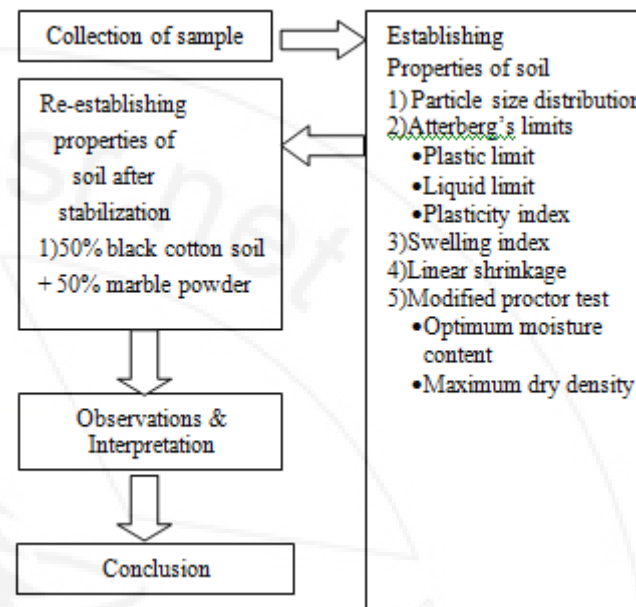 Collection of sample
Establishing
Properties of soil
1) Particle size distribution
2)Atterberg's limits
•Plastic limit
•Liquid limit
•Plasticity index
3)Swelling index
4)Linear shrinkage
5)Modified proctor test
•Optimum moisture
content
•Maximum dry density
Re-establishing
properties of
soil after
stabilization
1)50% black cotton soil
+ 50% marble powder
Observations &
Interpretation
Conclusion